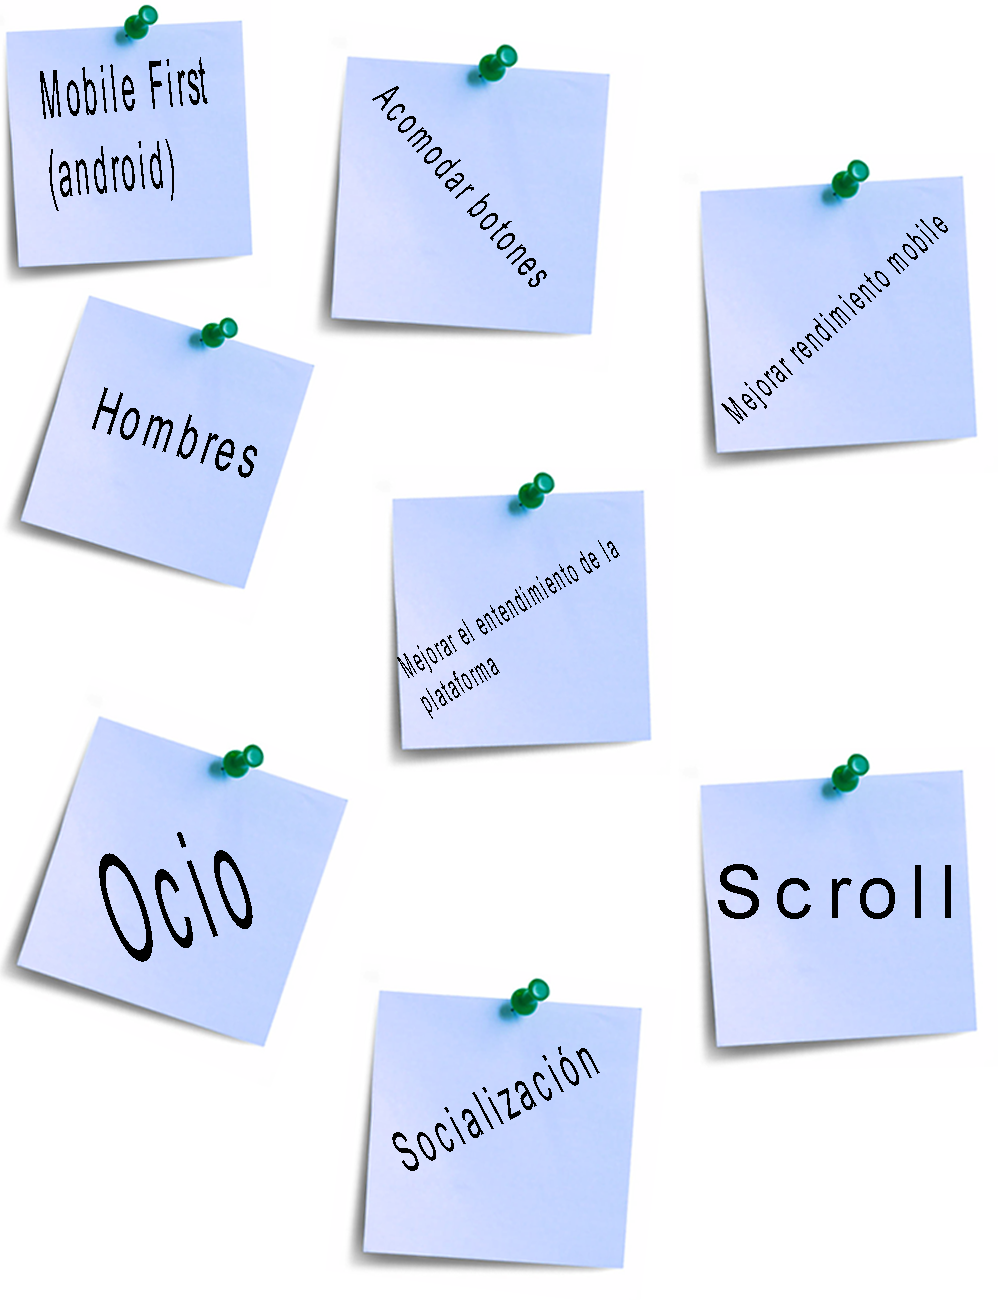 Mobile First
(android)
Acomodar botones
Mejorar rendimiento mobile
Hombres
Mejorar el entendimiento de la
plataforma
Ocio
Scroll
Socialización